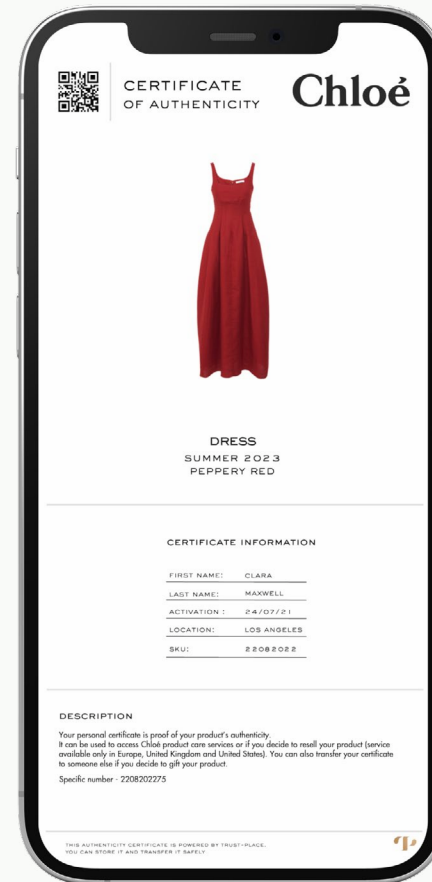 CERTIFICATE
OF AUTHENTICITY
Chloé
DRESS
SUMMER 2023
PEPPERY RED
CERTIFICATE INFORMATION
FIRST NAME: CLARA
LAST NAME: MAXWELL
ACTIVATION : 24/07/21
LOCATION: LOS ANGELES
SKU: 22082022
DESCRIPTION
Your personal certificate is proof of your product's authenticity.
It can be used to access Chloé product care services or if you decide to resell your product (service
available only in Europe, United Kingdom and United States). You can also transfer your certificate
to someone else if you decide to gift your product.
Specific number - 2208202275
THIS AUTHENTICITY CERTIFICATE IS POWERED BY TRUST-PLACE.
YOU CAN STORE IT AND TRANSFER IT SAFELY